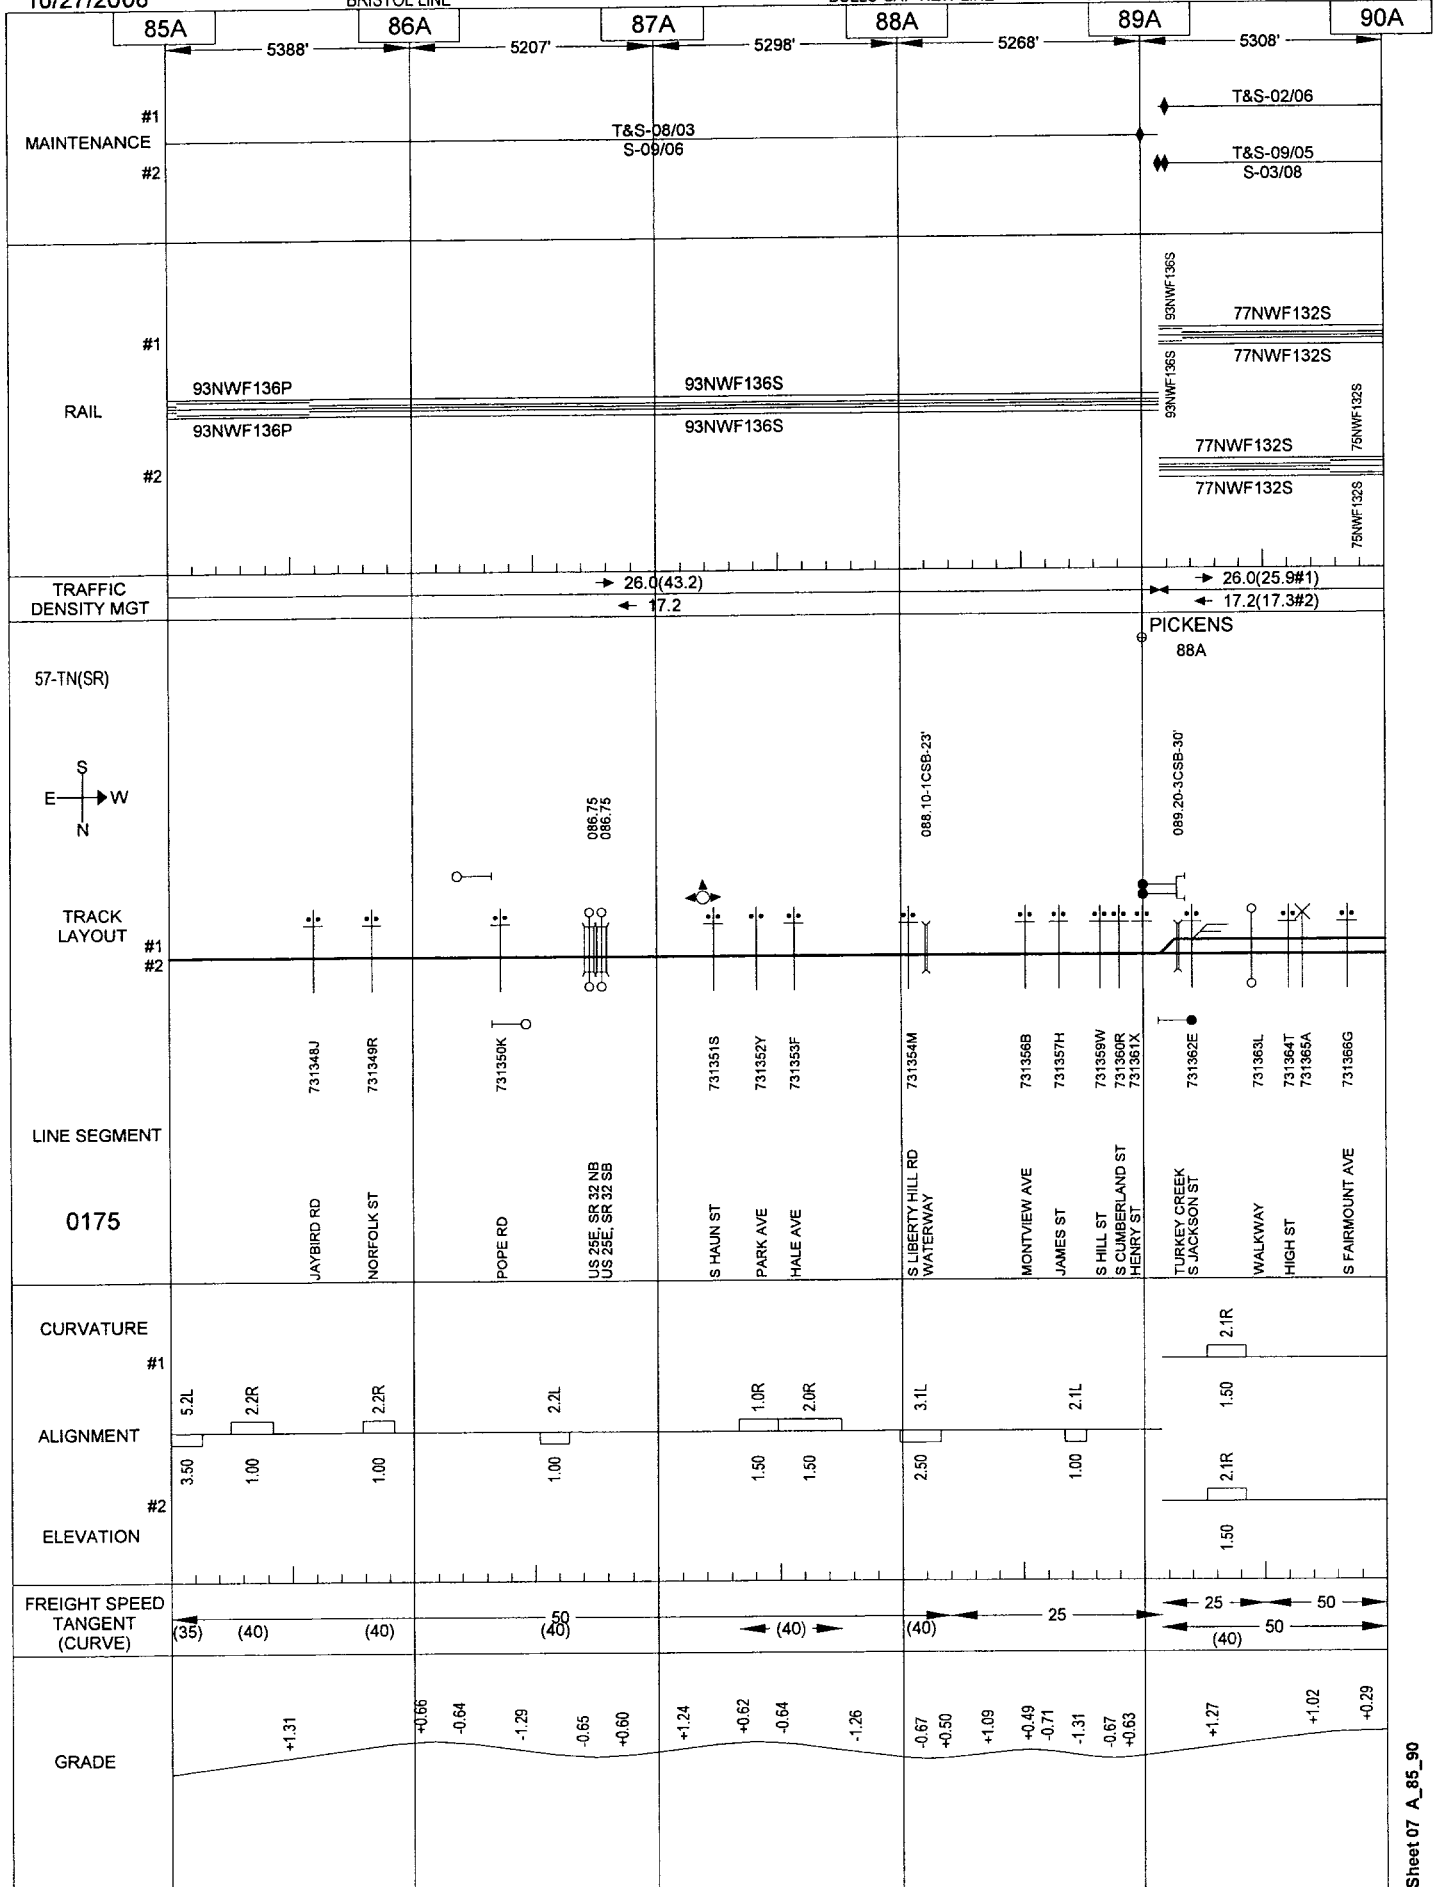 10/27/2008
BRISTOL LINE
85A 86A 87A 88A 89A 90A
5388' 5207' 5298' 5268' 5308'
MAINTENANCE
#1
#2
T&S-08/03
S-09/06
T&S-02/06
T&S-09/05
S-03/08
RAIL
#1
#2
93NWF136P
93NWF136P
93NWF136S
93NWF136S
93NWF136S
93NWF136S
77NWF132S
77NWF132S
77NWF132S
77NWF132S
75NWF132S
75NWF132S
TRAFFIC
DENSITY MGT
26.0(43.2)
17.2
26.0(25.9#1)
17.2(17.3#2)
PICKENS
88A
57-TN(SR)
S
E W
N
086.75
086.75
088.10-1CSB-23'
089.20-3CSB-30'
TRACK
LAYOUT
#1
#2
731348J
731349R
731350K
731351S
731352Y
731353F
731354M
731356B
731357H
731359W
731360R
731361X
731362E
731363L
731364T
731365A
731366G
LINE SEGMENT
0175
JAYBIRD RD
NORFOLK ST
POPE RD
US 25E, SR 32 NB
US 25E, SR 32 SB
S HAUN ST
PARK AVE
HALE AVE
S LIBERTY HILL RD
WATERWAY
MONTVIEW AVE
JAMES ST
S HILL ST
S CUMBERLAND ST
HENRY ST
TURKEY CREEK
S JACKSON ST
WALKWAY
HIGH ST
S FAIRMOUNT AVE
CURVATURE
#1
ALIGNMENT
#2
ELEVATION
5.2L 2.2R 2.2R 2.2L 1.0R 2.0R 3.1L 2.1L
3.50 1.00 1.00 1.00 1.50 1.50 2.50 1.00
2.1R
1.50
2.1R
1.50
FREIGHT SPEED
TANGENT
(CURVE)
50 25 25 50
(35) (40) (40) (40) (40) (40) 50
(40)
GRADE
+1.31 +0.66 -0.64 -1.29 -0.65 +0.60 +1.24 +0.62 -0.64 -1.26 -0.67 +0.50 +1.09 +0.49 -0.71 -1.31 -0.67 +0.63 +1.27 +1.02 +0.29
Sheet 07 A_85_90